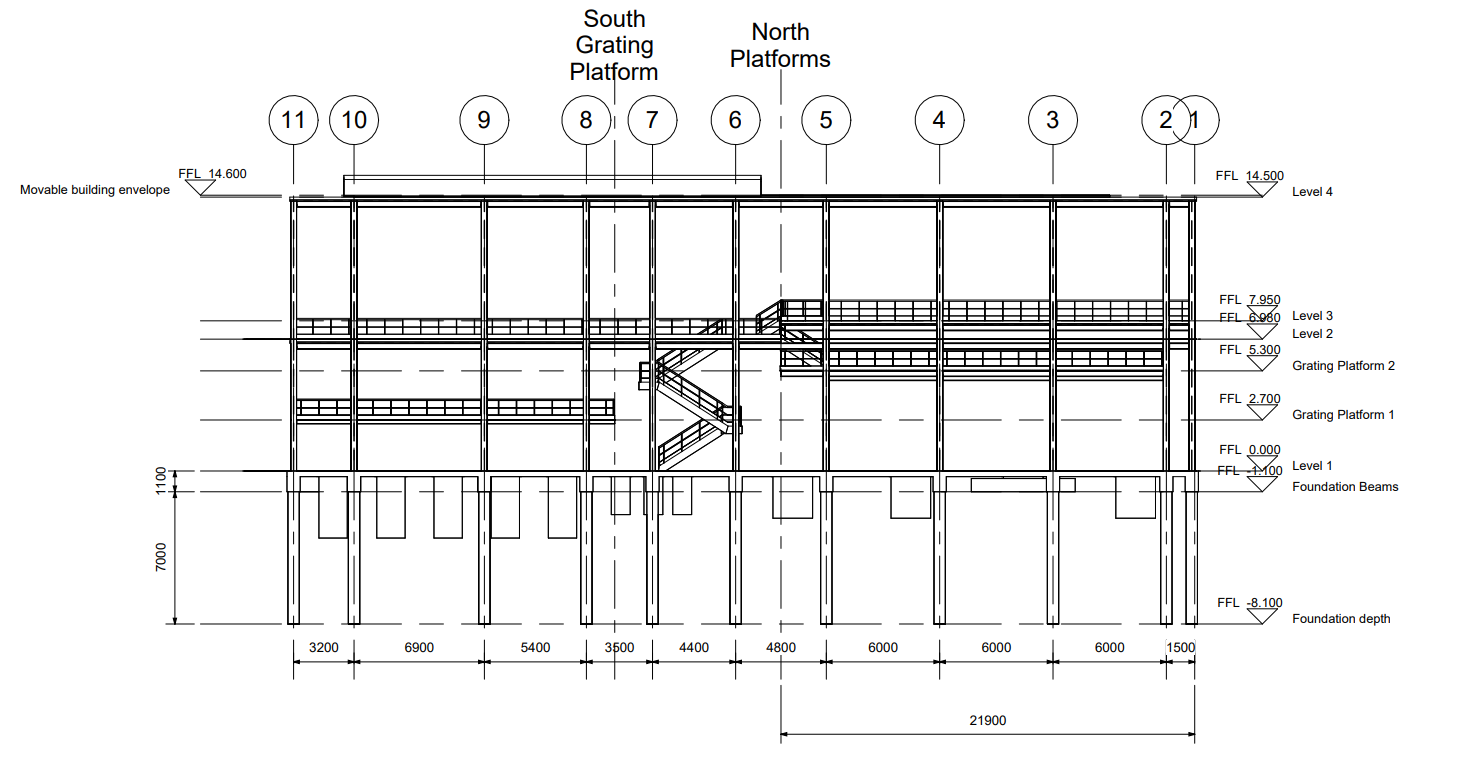 South
Grating
Platform
North
Platforms
11 10 9 8 7 6 5 4 3 2 1
FFL 14.600
Movable building envelope
FFL 14.500
Level 4
FFL 7.950
Level 3
FFL 6.980
Level 2
FFL 5.300
Grating Platform 2
FFL 2.700
Grating Platform 1
FFL 0.000
Level 1
FFL -1.100
Foundation Beams
1100
7000
FFL -8.100
Foundation depth
3200 6900 5400 3500 4400 4800 6000 6000 6000 1500
21900